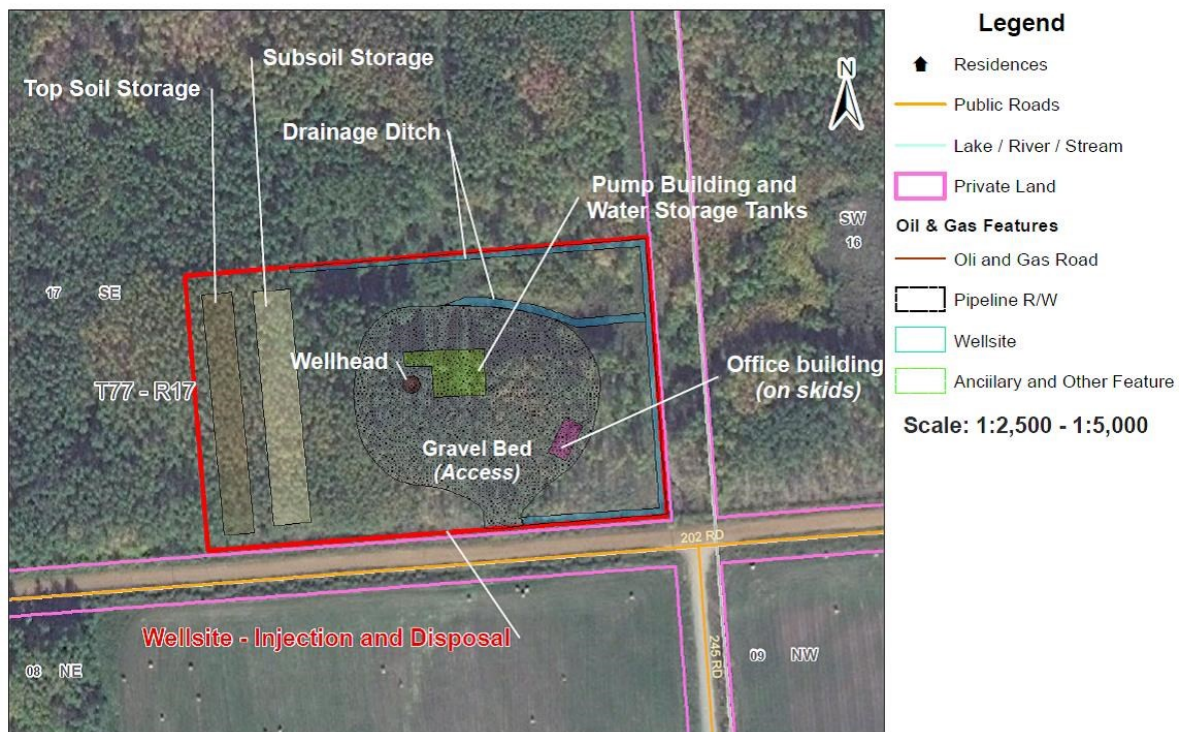 Subsoil Storage
Top Soil Storage
Drainage Ditch
N
Pump Building and
Water Storage Tanks
SW
16
17 SE
Wellhead
Office building
(on skids)
T77 - R17
Gravel Bed
(Access)
202 RD
Wellsite - Injection and Disposal
245 RD
08 NE
09 NW
Legend
Residences
Public Roads
Lake / River / Stream
Private Land
Oil & Gas Features
Oli and Gas Road
Pipeline R/W
Wellsite
Anciilary and Other Feature
Scale: 1:2,500 - 1:5,000